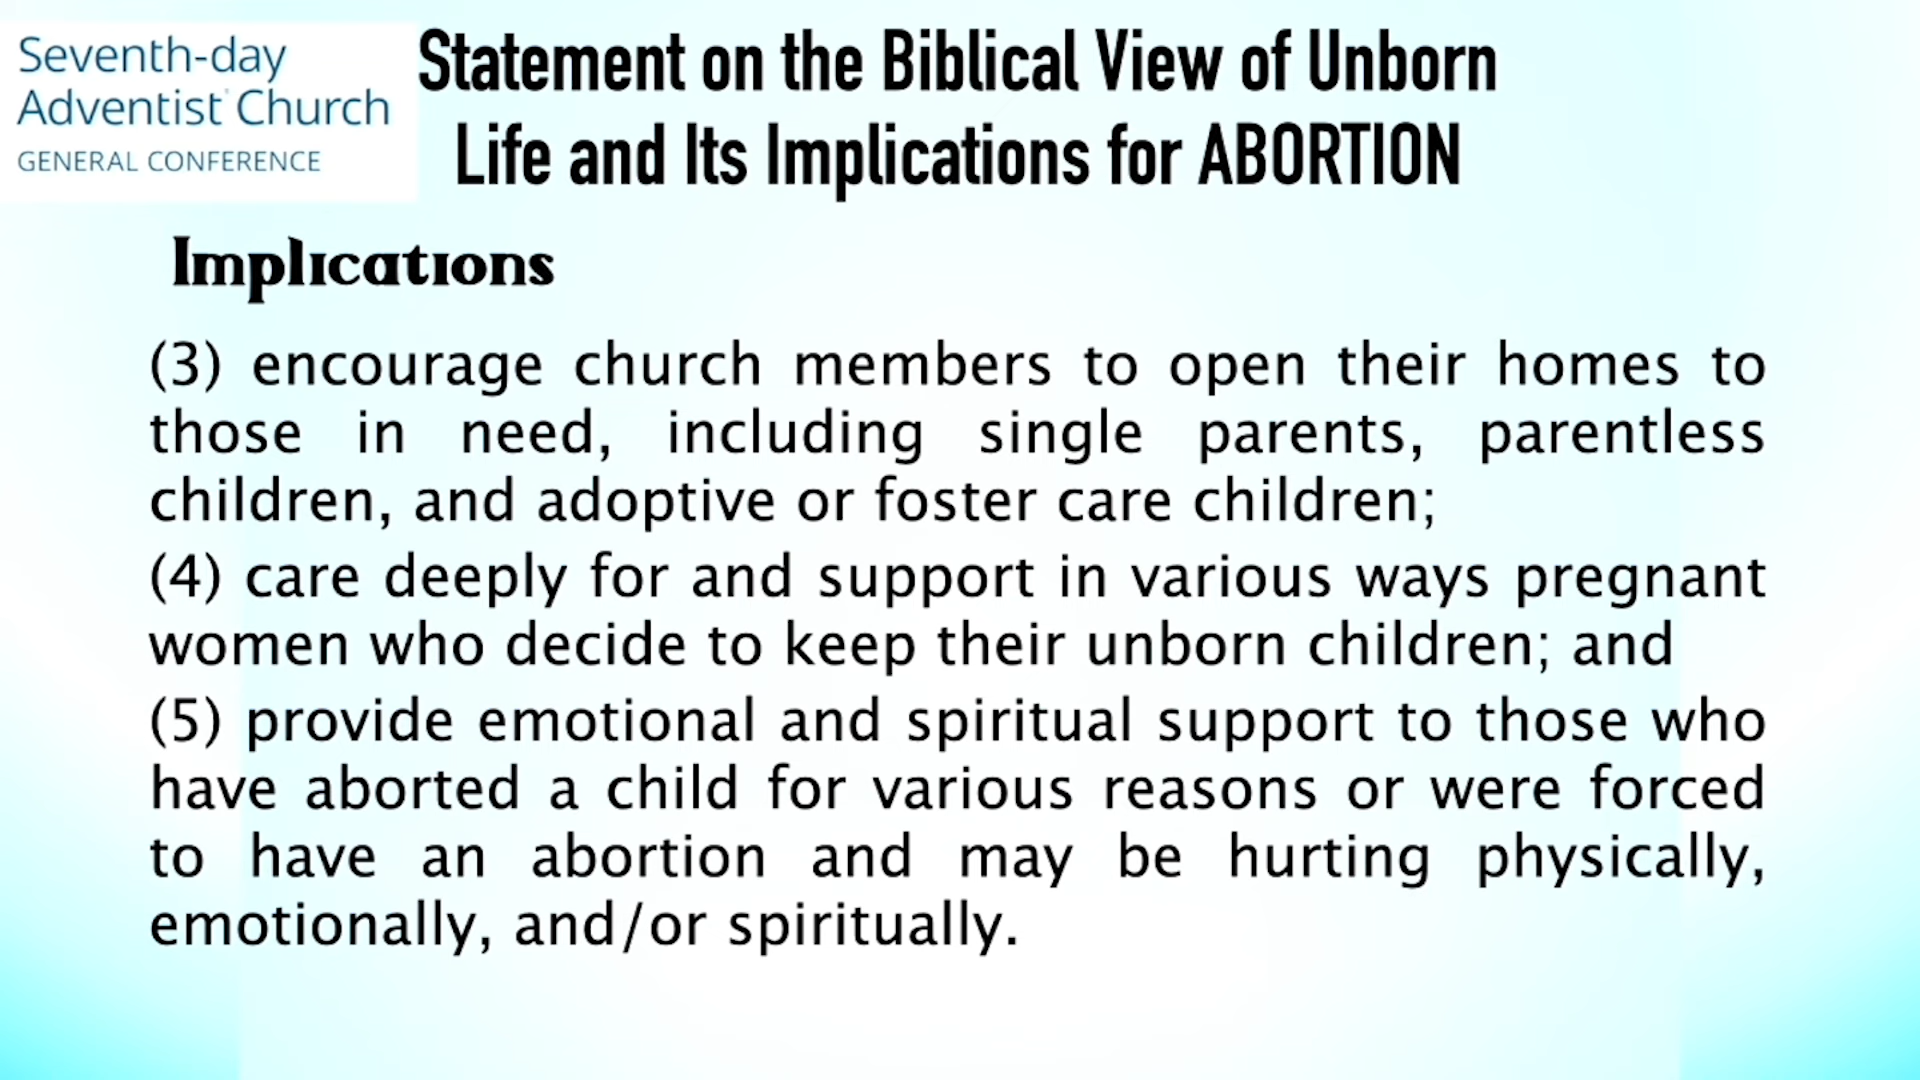 Seventh-day
Adventist Church
GENERAL CONFERENCE
Statement on the Biblical View of Unborn
Life and Its Implications for ABORTION
Implications
(3) encourage church members to open their homes to
those in need, including single parents, parentless
children, and adoptive or foster care children;
(4) care deeply for and support in various ways pregnant
women who decide to keep their unborn children; and
(5) provide emotional and spiritual support to those who
have aborted a child for various reasons or were forced
to have an abortion and may be hurting physically,
emotionally, and/or spiritually.